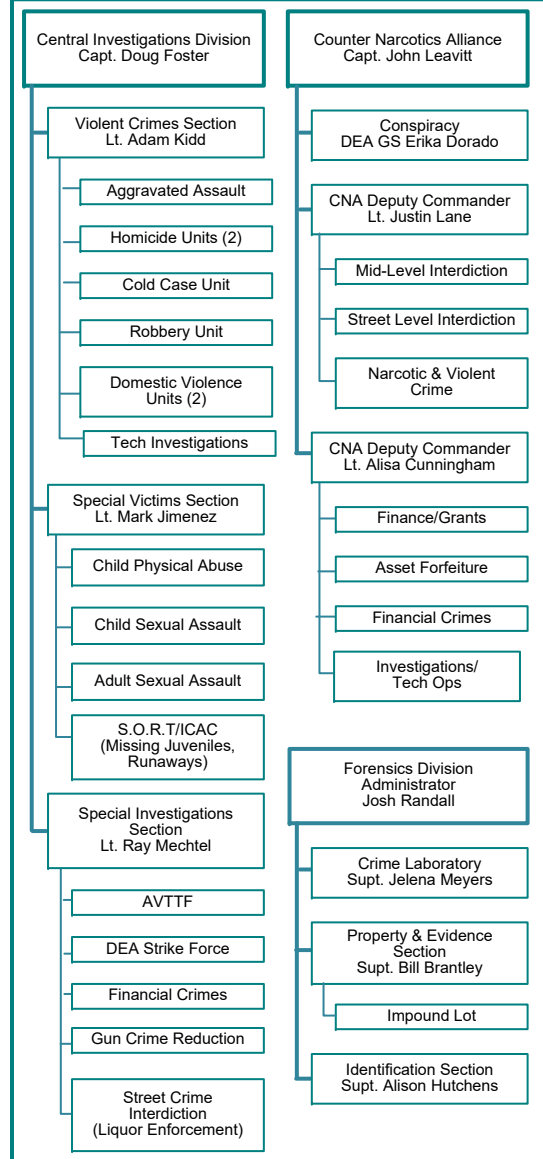 Central Investigations Division
Capt. Doug Foster
Violent Crimes Section
Lt. Adam Kidd
Aggravated Assault
Homicide Units (2)
Cold Case Unit
Robbery Unit
Domestic Violence
Units (2)
Tech Investigations
Special Victims Section
Lt. Mark Jimenez
Child Physical Abuse
Child Sexual Assault
Adult Sexual Assault
S.O.R.T/ICAC
(Missing Juveniles,
Runaways)
Special Investigations
Section
Lt. Ray Mechtel
AVTTF
DEA Strike Force
Financial Crimes
Gun Crime Reduction
Street Crime
Interdiction
(Liquor Enforcement)
Counter Narcotics Alliance
Capt. John Leavitt
Conspiracy
DEA GS Erika Dorado
CNA Deputy Commander
Lt. Justin Lane
Mid-Level Interdiction
Street Level Interdiction
Narcotic & Violent
Crime
CNA Deputy Commander
Lt. Alisa Cunningham
Finance/Grants
Asset Forfeiture
Financial Crimes
Investigations/
Tech Ops
Forensics Division
Administrator
Josh Randall
Crime Laboratory
Supt. Jelena Meyers
Property & Evidence
Section
Supt. Bill Brantley
Impound Lot
Identification Section
Supt. Alison Hutchens